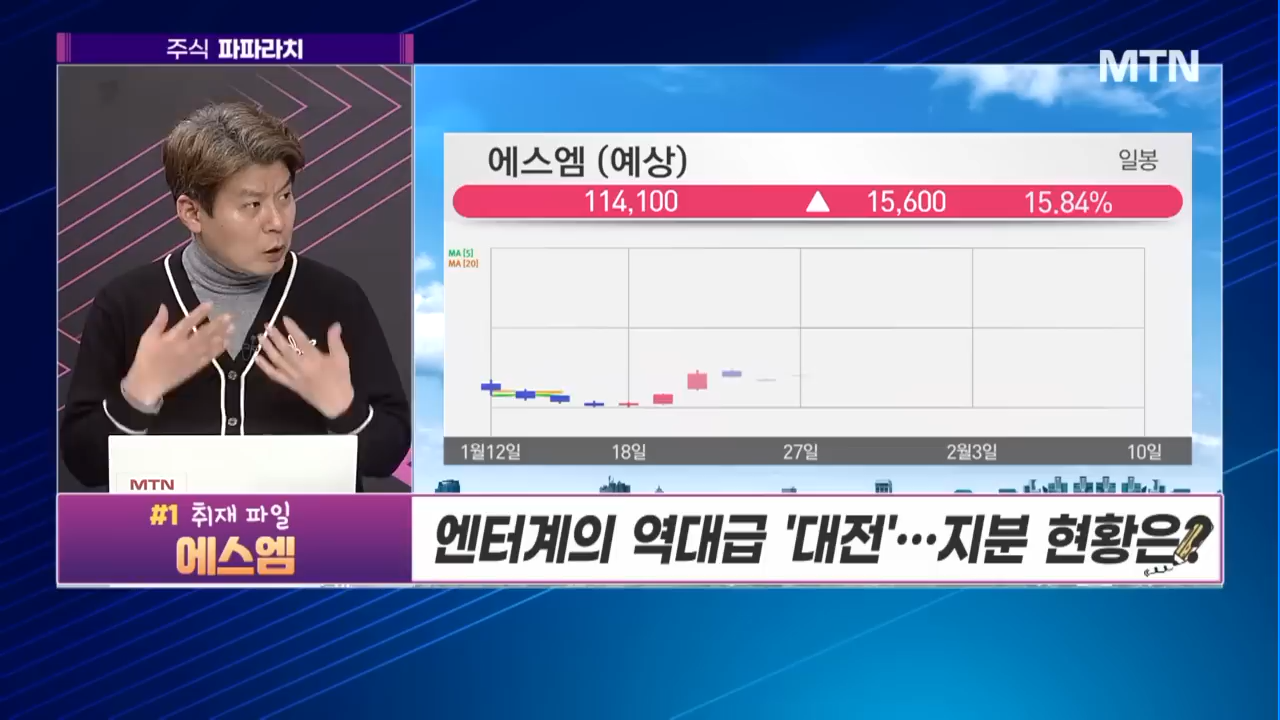 주식 파파라치
MTN
에스엠 (예상)
일봉
114,100 ▲ 15,600 15.84%
MA [5]
MA [20]
1월12일 18일 27일 2월3일 10일
MTN
#1 취재 파일
에스엠
엔터계의 역대급 '대전'…지분 현황은?